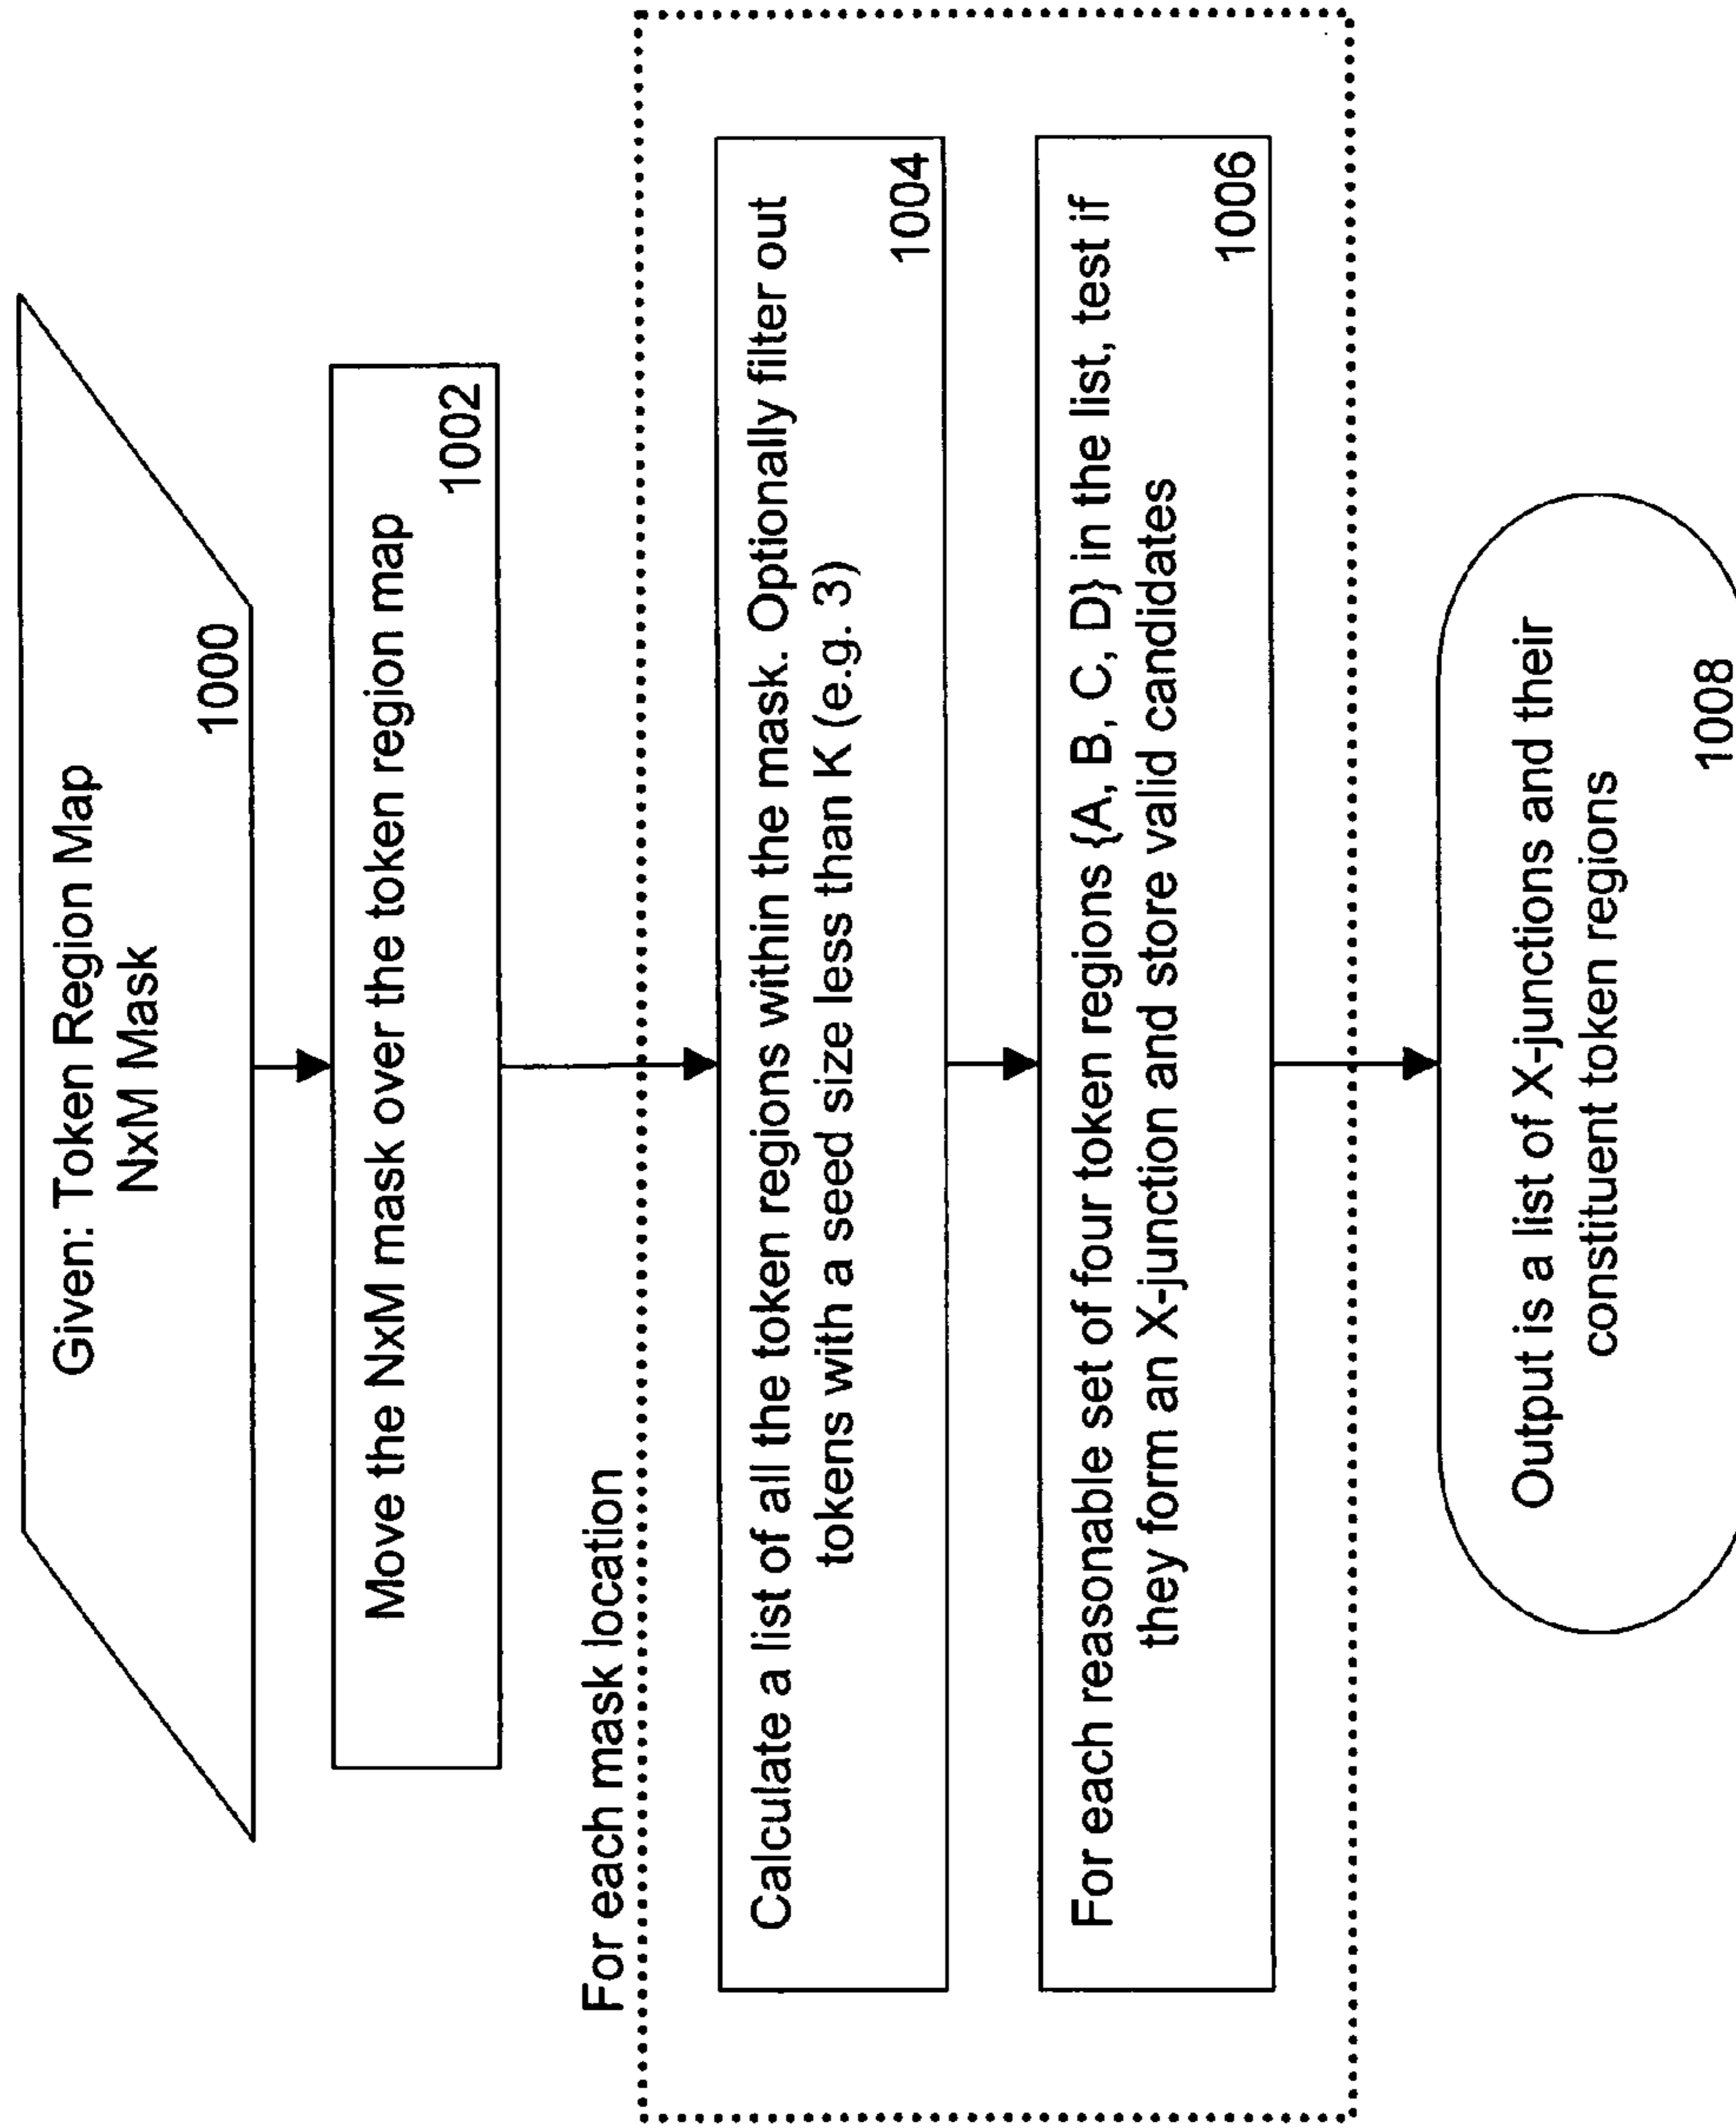 Given: Token Region Map
NxM Mask
1000
Move the NxM mask over the token region map
1002
For each mask location
Calculate a list of all the token regions within the mask. Optionally filter out
tokens with a seed size less than K (e.g. 3)
1004
For each reasonable set of four token regions {A, B, C, D} in the list, test if
they form an X-junction and store valid candidates
1006
Output is a list of X-junctions and their
constituent token regions
1008